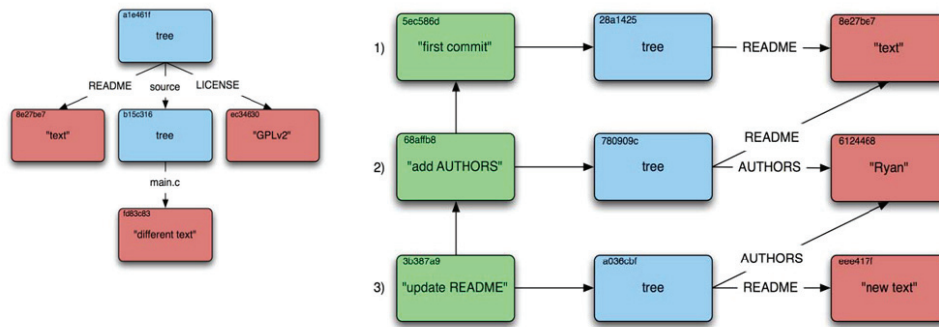 a1e461f
tree
README source LICENSE
8e27be7 b15c316 ec34630
"text" tree "GPLv2"
main.c
fd83c83
"different text"
5ec586d 28a1425 8e27be7
1) "first commit" tree README "text"
README
68affb8 780909c 6124468
2) "add AUTHORS" tree AUTHORS "Ryan"
AUTHORS
3b387a9 a036cbf eee417f
3) "update README" tree README "new text"